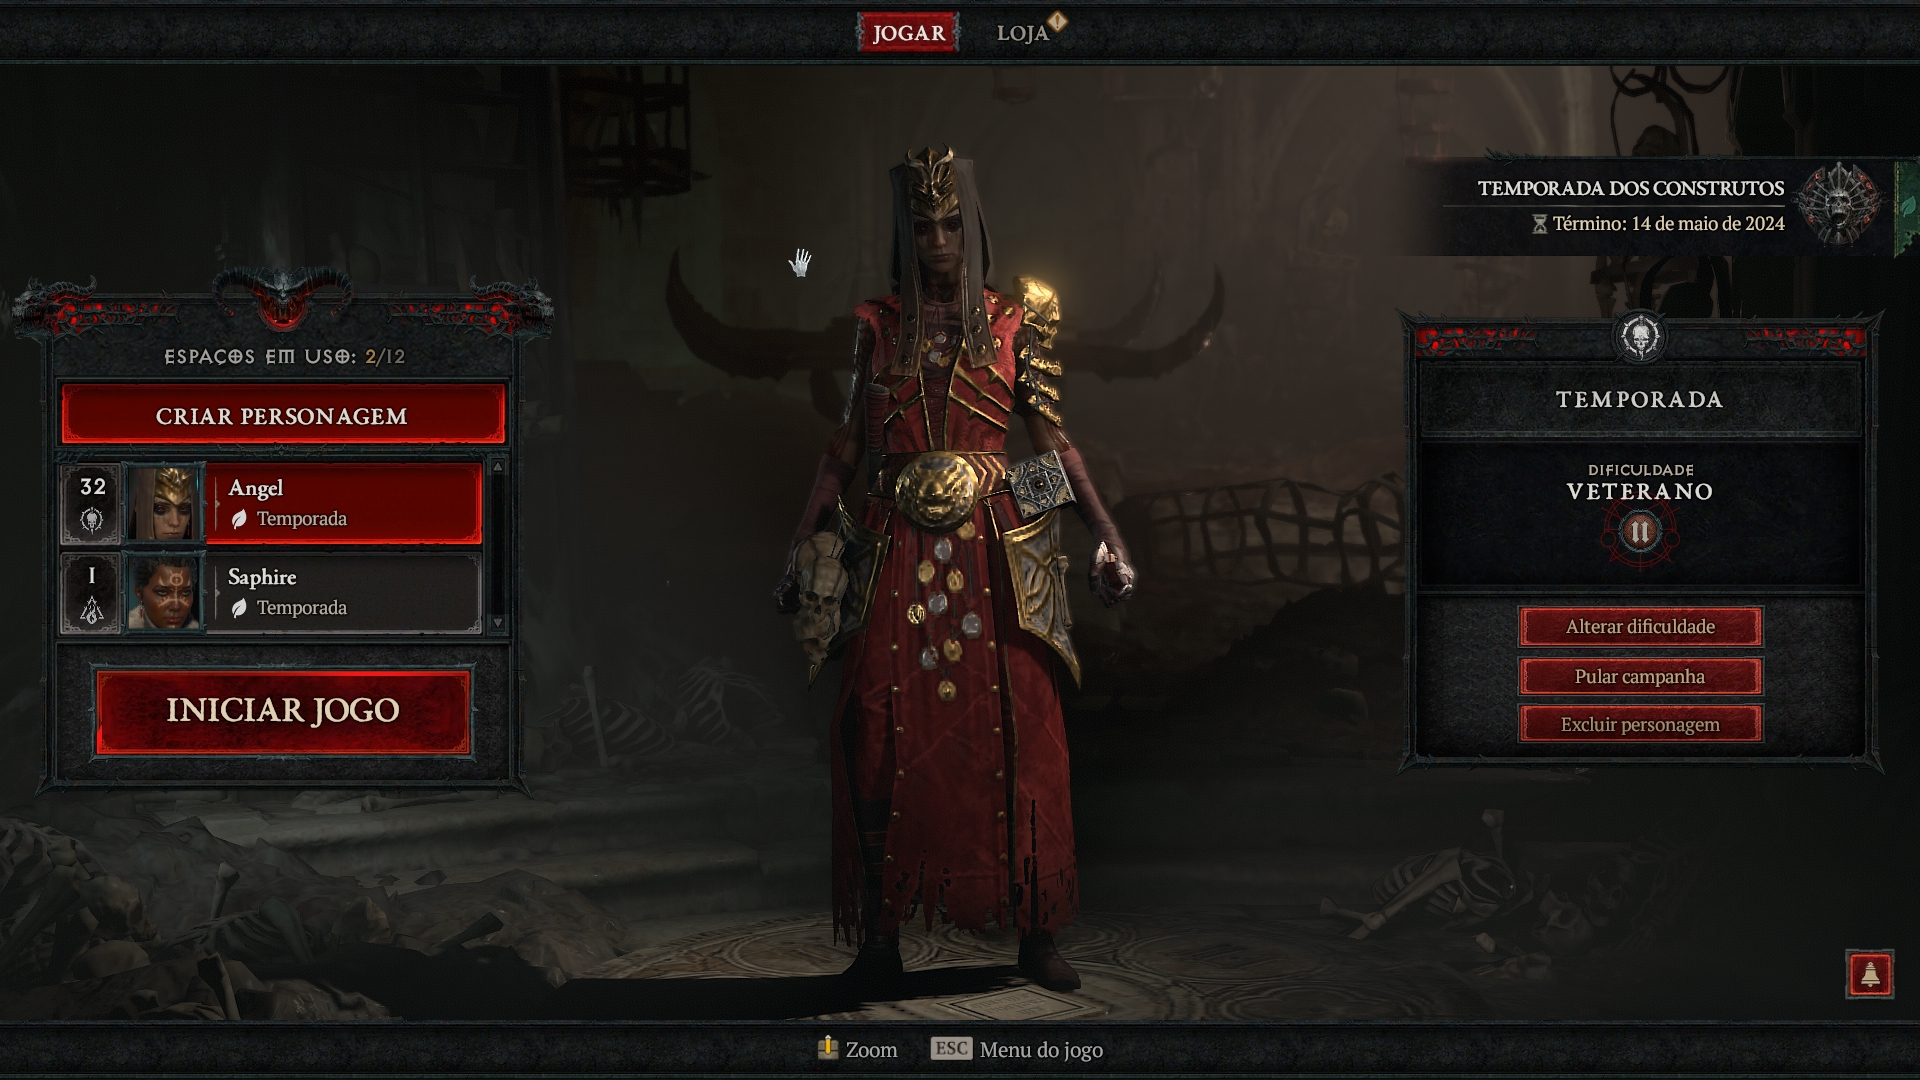 JOGAR
LOJA
TEMPORADA DOS CONSTRUTOS
Término: 14 de maio de 2024
ESPAÇOS EM USO: 2/12
CRIAR PERSONAGEM
32
Angel
Temporada
1
Saphire
Temporada
INICIAR JOGO
TEMPORADA
DIFICULDADE
VETERANO
II
Alterar dificuldade
Pular campanha
Excluir personagem
Zoom
ESC Menu do jogo